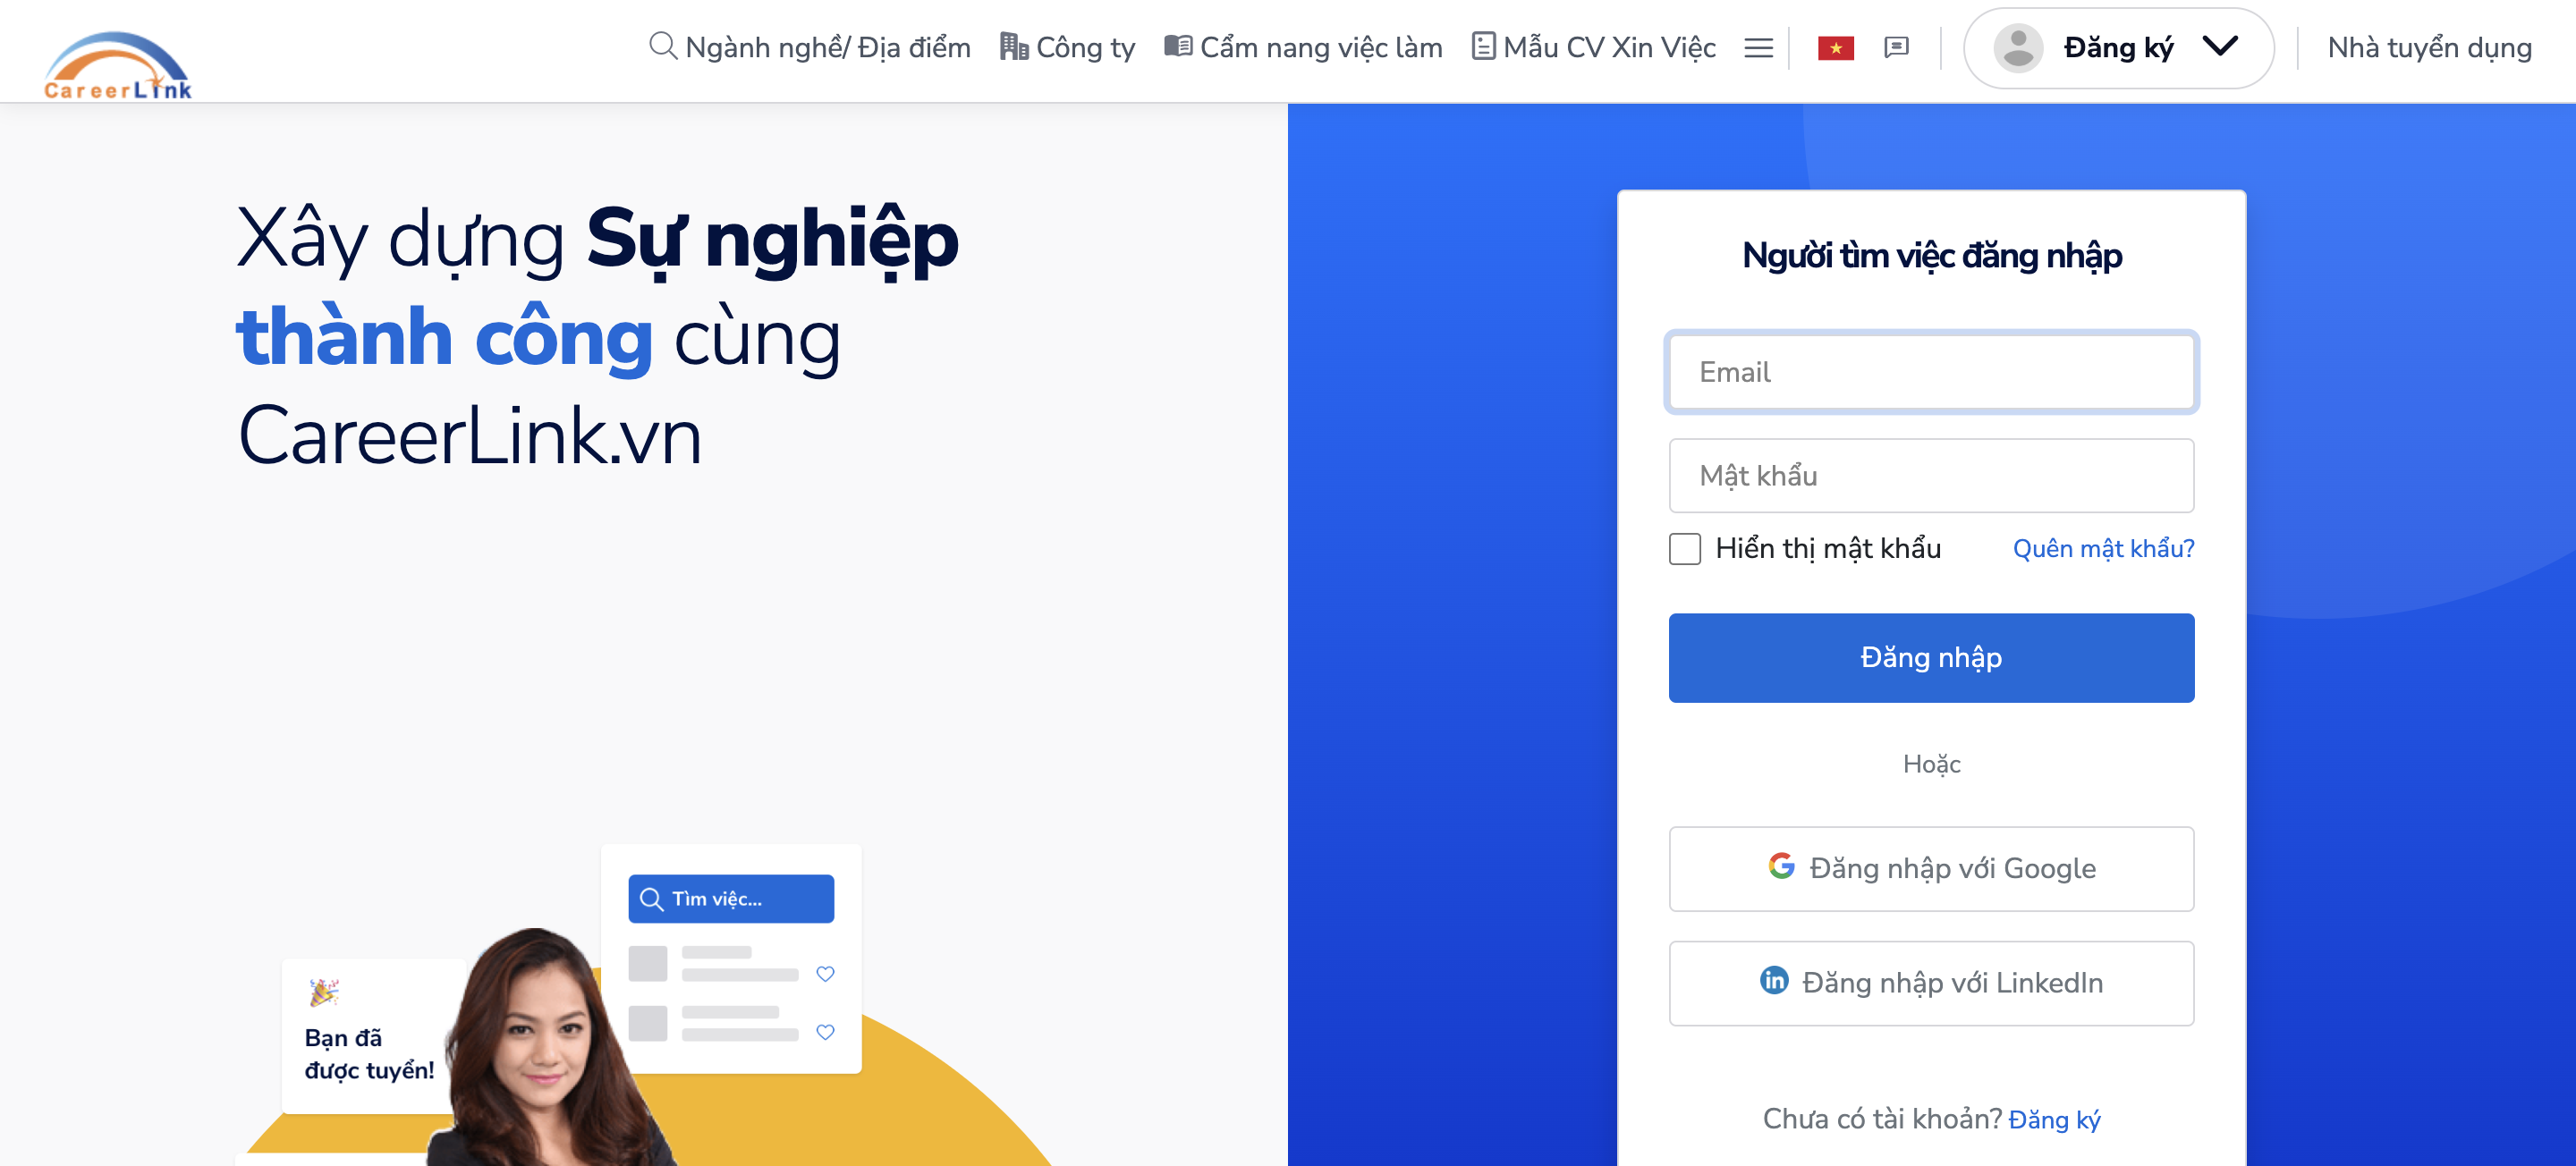 CareerLink
Ngành nghề/ Địa điểm
Công ty
Cẩm nang việc làm
Mẫu CV Xin Việc
Đăng ký
Nhà tuyển dụng
Xây dựng Sự nghiệp
thành công cùng
CareerLink.vn
Tìm việc...
Bạn đã
được tuyển!
Người tìm việc đăng nhập
Email
Mật khẩu
Hiển thị mật khẩu
Quên mật khẩu?
Đăng nhập
Hoặc
Đăng nhập với Google
in
Đăng nhập với LinkedIn
Chưa có tài khoản? Đăng ký